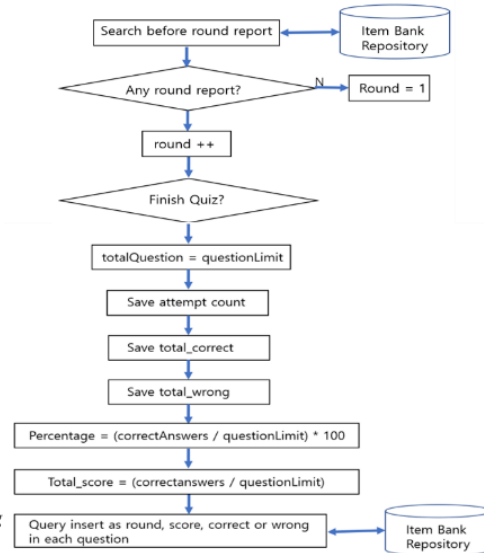 Search before round report
Item Bank
Repository
Any round report?
N
Round = 1
round ++
Finish Quiz?
totalQuestion = questionLimit
Save attempt count
Save total_correct
Save total_wrong
Percentage = (correctAnswers / questionLimit) * 100
Total_score = (correctanswers / questionLimit)
Query insert as round, score, correct or wrong
in each question
Item Bank
Repository